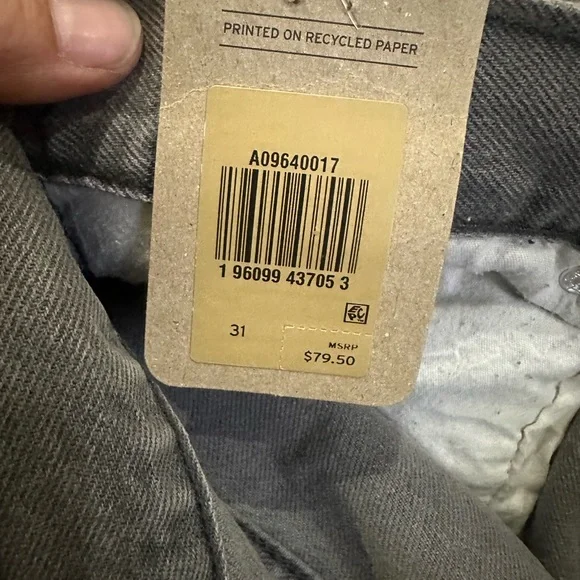 PRINTED ON RECYCLED PAPER
A09640017
1 96099 43705 3
31
MSRP
$79.50